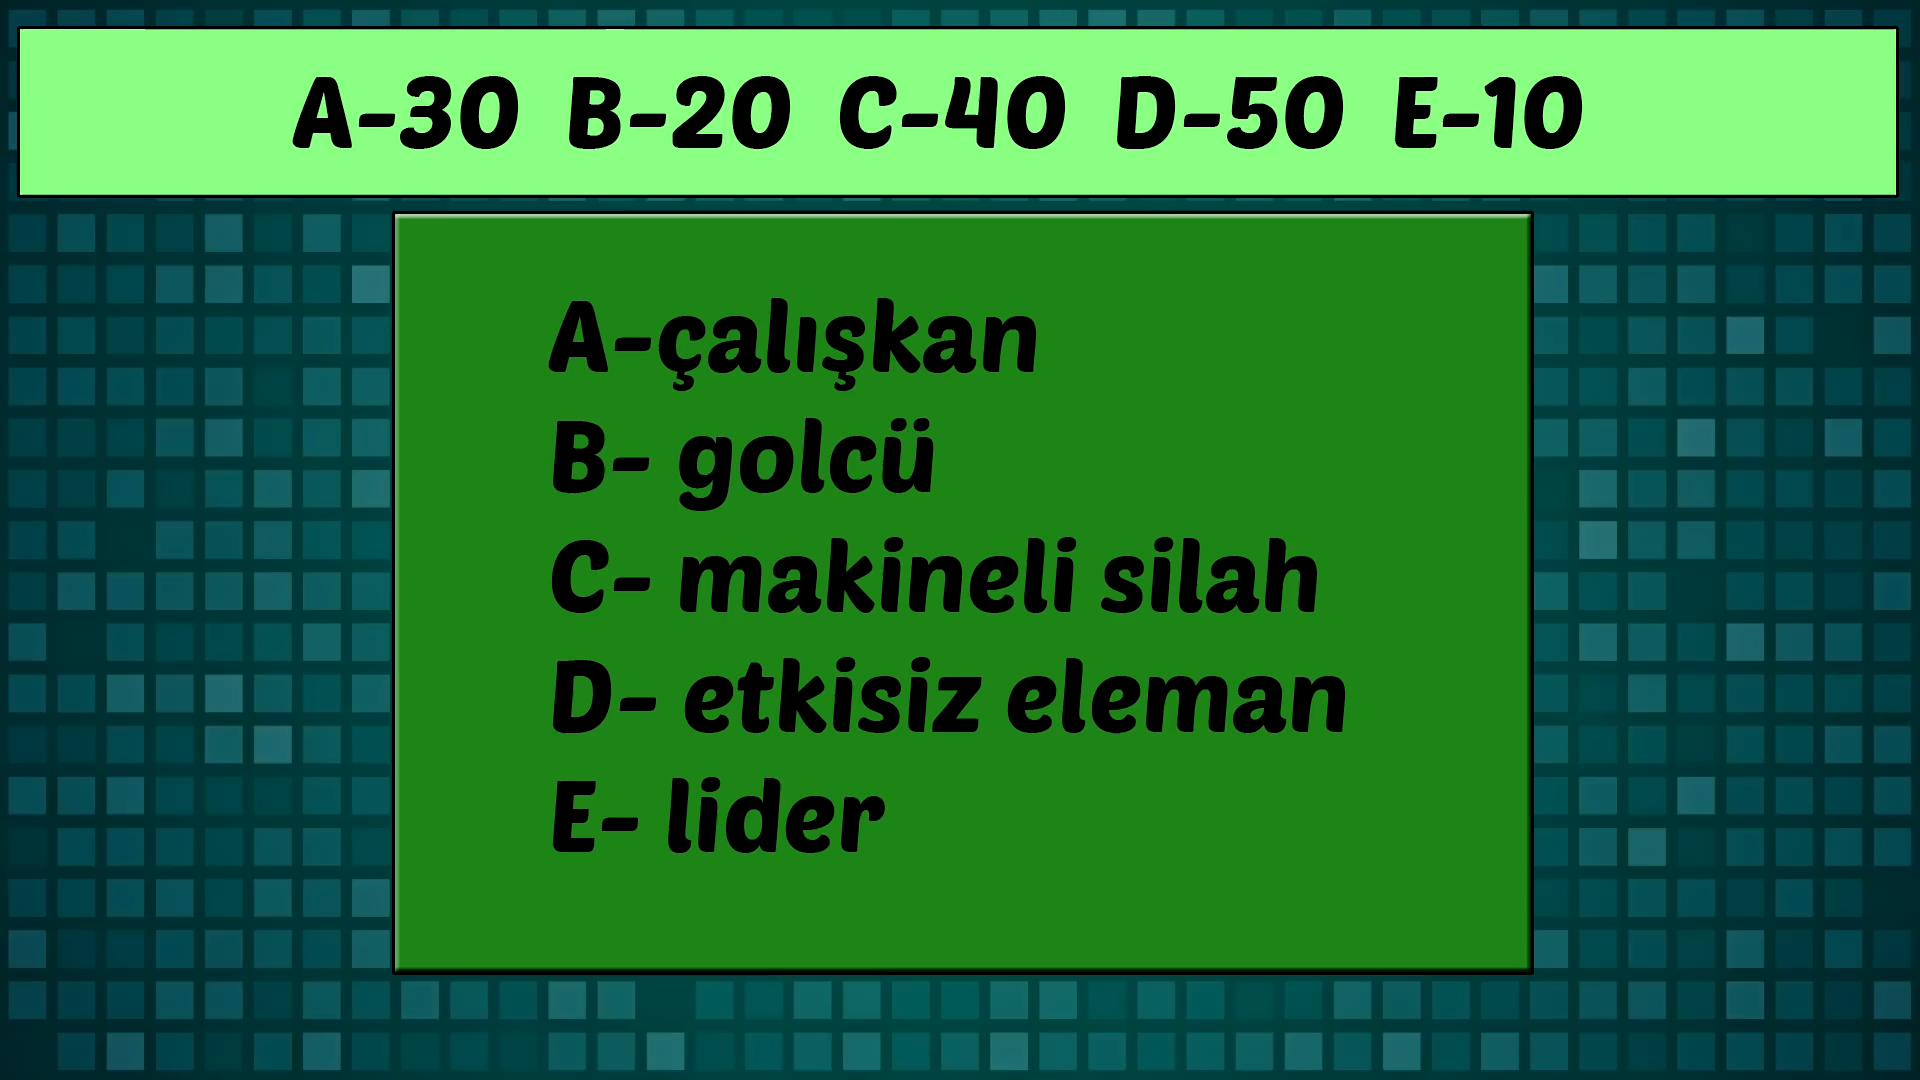 A-30 B-20 C-40 D-50 E-10
A-çalışkan
B- golcü
C- makineli silah
D- etkisiz eleman
E- lider